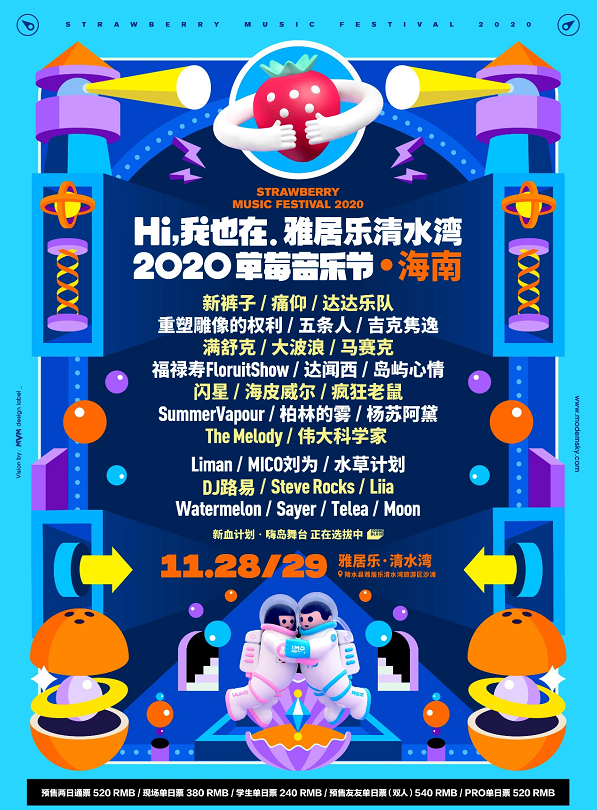 STRAWBERRY MUSIC FESTIVAL 2020
STRAWBERRY
MUSIC FESTIVAL 2020
Hi,我也在. 雅居乐清水湾
2020 草莓音乐节·海南
新裤子 / 痛仰 / 达达乐队
重塑雕像的权利 / 五条人 / 吉克隽逸
满舒克 / 大波浪 / 马赛克
福禄寿FloruitShow / 达闻西 / 岛屿心情
闪星 / 海皮威尔 / 疯狂老鼠
SummerVapour / 柏林的雾 / 杨苏阿黛
The Melody / 伟大科学家
Liman / MICO刘为 / 水草计划
DJ路易 / Steve Rocks / Liia
Watermelon / Sayer / Telea / Moon
新血计划·嗨岛舞台 正在选拔中
11.28/29
雅居乐·清水湾
陵水县雅居乐清水湾旅游区沙滩
Vision by: MVM design label_
www.modernsky.com
预售两日通票 520 RMB / 现场单日票 380 RMB / 学生单日票 240 RMB / 预售友友单日票(双人) 540 RMB / PRO单日票 520 RMB